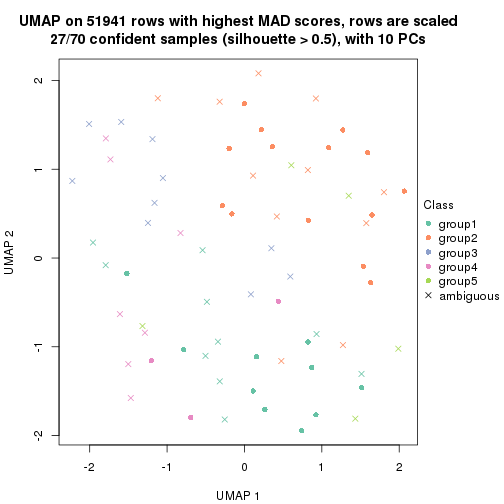 UMAP on 51941 rows with highest MAD scores, rows are scaled
27/70 confident samples (silhouette > 0.5), with 10 PCs
2
1
0
-1
-2
UMAP 2
-2
-1
0
1
2
UMAP 1
Class
group1
group2
group3
group4
group5
ambiguous